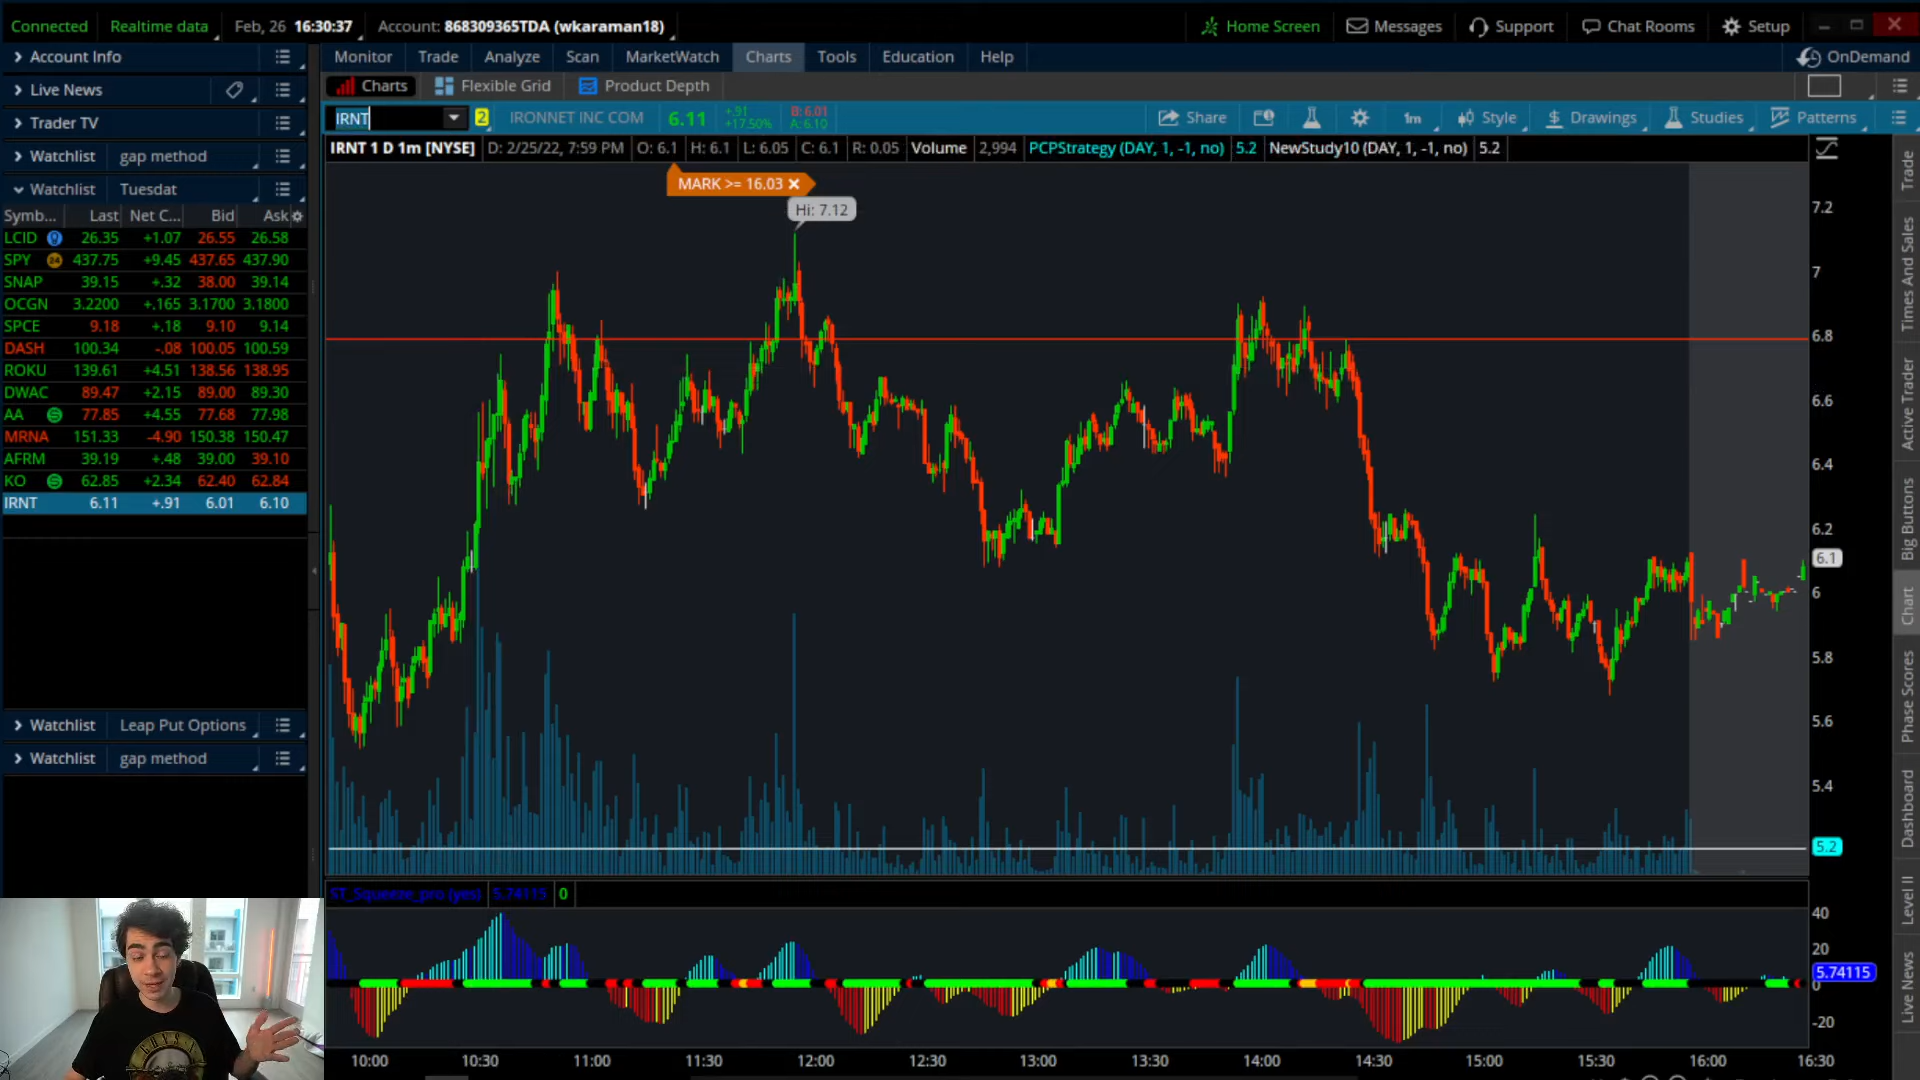 Connected Realtime data Feb, 26 16:30:37 Account: 868309365TDA (wkaraman18) Home Screen Messages Support Chat Rooms Setup
Account Info Monitor Trade Analyze Scan MarketWatch Charts Tools Education Help OnDemand
Live News Charts Flexible Grid Product Depth
Trader TV IRNT 2 IRONNET INC COM 6.11 +.91 +17.50% B: 6.01 A: 6.10 Share 1m Style Drawings Studies Patterns
Watchlist gap method IRNT 1 D 1m [NYSE] D: 2/25/22, 7:59 PM O: 6.1 H: 6.1 L: 6.05 C: 6.1 R: 0.05 Volume 2,994 PCPStrategy (DAY, 1, -1, no) 5.2 NewStudy10 (DAY, 1, -1, no) 5.2
Watchlist Tuesdat
MARK >= 16.03
Hi: 7.12
Symb... Last Net C... Bid Ask
LCID 26.35 +1.07 26.55 26.58
SPY 437.75 +9.45 437.65 437.90
SNAP 39.15 +.32 38.00 39.14
OCGN 3.2200 +.165 3.1700 3.1800
SPCE 9.18 +.18 9.10 9.14
DASH 100.34 -.08 100.05 100.59
ROKU 139.61 +4.51 138.56 138.95
DWAC 89.47 +2.15 89.00 89.30
AA 77.85 +4.55 77.68 77.98
MRNA 151.33 -4.90 150.38 150.47
AFRM 39.19 +.48 39.00 39.10
KO 62.85 +2.34 62.40 62.84
IRNT 6.11 +.91 6.01 6.10
Watchlist Leap Put Options
Watchlist gap method
7.2
7
6.8
6.6
6.4
6.2
6.1
6
5.8
5.6
5.4
5.2
ST_Squeeze_pro (yes) 5.74115 0
40
20
5.74115
0
-20
10:00 10:30 11:00 11:30 12:00 12:30 13:00 13:30 14:00 14:30 15:00 15:30 16:00 16:30
Trade
Times And Sales
Active Trader
Big Buttons
Chart
Phase Scores
Dashboard
Level II
Live News